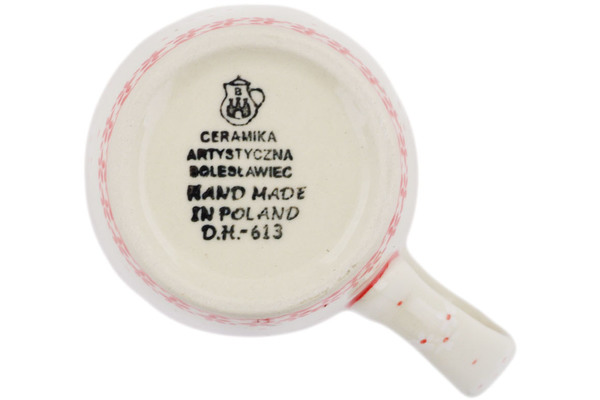 B
CERAMIKA
ARTYSTYCZNA
BOLESŁAWIEC
HAND MADE
IN POLAND
D.H.-613